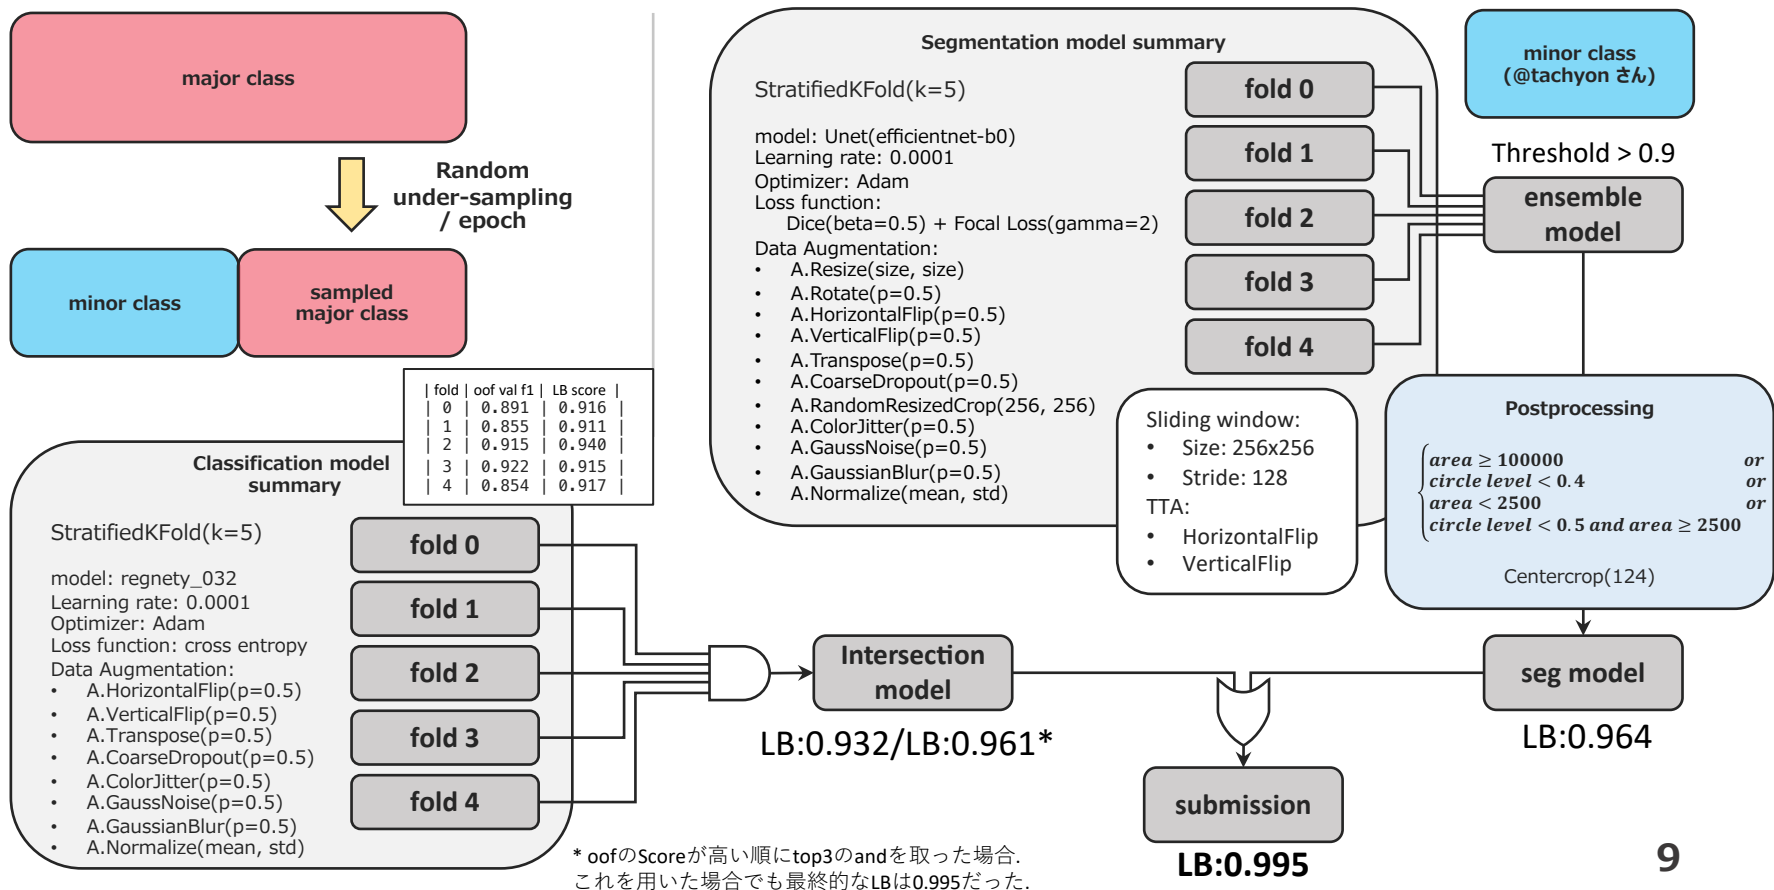 major class
Random
under-sampling
/ epoch
minor class
sampled
major class
| fold | oof val f1 | LB score |
| 0 | 0.891 | 0.916 |
| 1 | 0.855 | 0.911 |
| 2 | 0.915 | 0.940 |
| 3 | 0.922 | 0.915 |
| 4 | 0.854 | 0.917 |
Classification model
summary
StratifiedKFold(k=5)
model: regnety_032
Learning rate: 0.0001
Optimizer: Adam
Loss function: cross entropy
Data Augmentation:
• A.HorizontalFlip(p=0.5)
• A.VerticalFlip(p=0.5)
• A.Transpose(p=0.5)
• A.CoarseDropout(p=0.5)
• A.ColorJitter(p=0.5)
• A.GaussNoise(p=0.5)
• A.GaussianBlur(p=0.5)
• A.Normalize(mean, std)
fold 0
fold 1
fold 2
fold 3
fold 4
Intersection
model
LB:0.932/LB:0.961*
* oofのScoreが高い順にtop3のandを取った場合.
これを用いた場合でも最終的なLBは0.995だった.
Segmentation model summary
StratifiedKFold(k=5)
model: Unet(efficientnet-b0)
Learning rate: 0.0001
Optimizer: Adam
Loss function:
Dice(beta=0.5) + Focal Loss(gamma=2)
Data Augmentation:
• A.Resize(size, size)
• A.Rotate(p=0.5)
• A.HorizontalFlip(p=0.5)
• A.VerticalFlip(p=0.5)
• A.Transpose(p=0.5)
• A.CoarseDropout(p=0.5)
• A.RandomResizedCrop(256, 256)
• A.ColorJitter(p=0.5)
• A.GaussNoise(p=0.5)
• A.GaussianBlur(p=0.5)
• A.Normalize(mean, std)
fold 0
fold 1
fold 2
fold 3
fold 4
Sliding window:
• Size: 256x256
• Stride: 128
TTA:
• HorizontalFlip
• VerticalFlip
minor class
(@tachyon さん)
Threshold > 0.9
ensemble
model
Postprocessing
area ≥ 100000 or
circle level < 0.4 or
area < 2500 or
circle level < 0.5 and area ≥ 2500
Centercrop(124)
seg model
LB:0.964
submission
LB:0.995
9